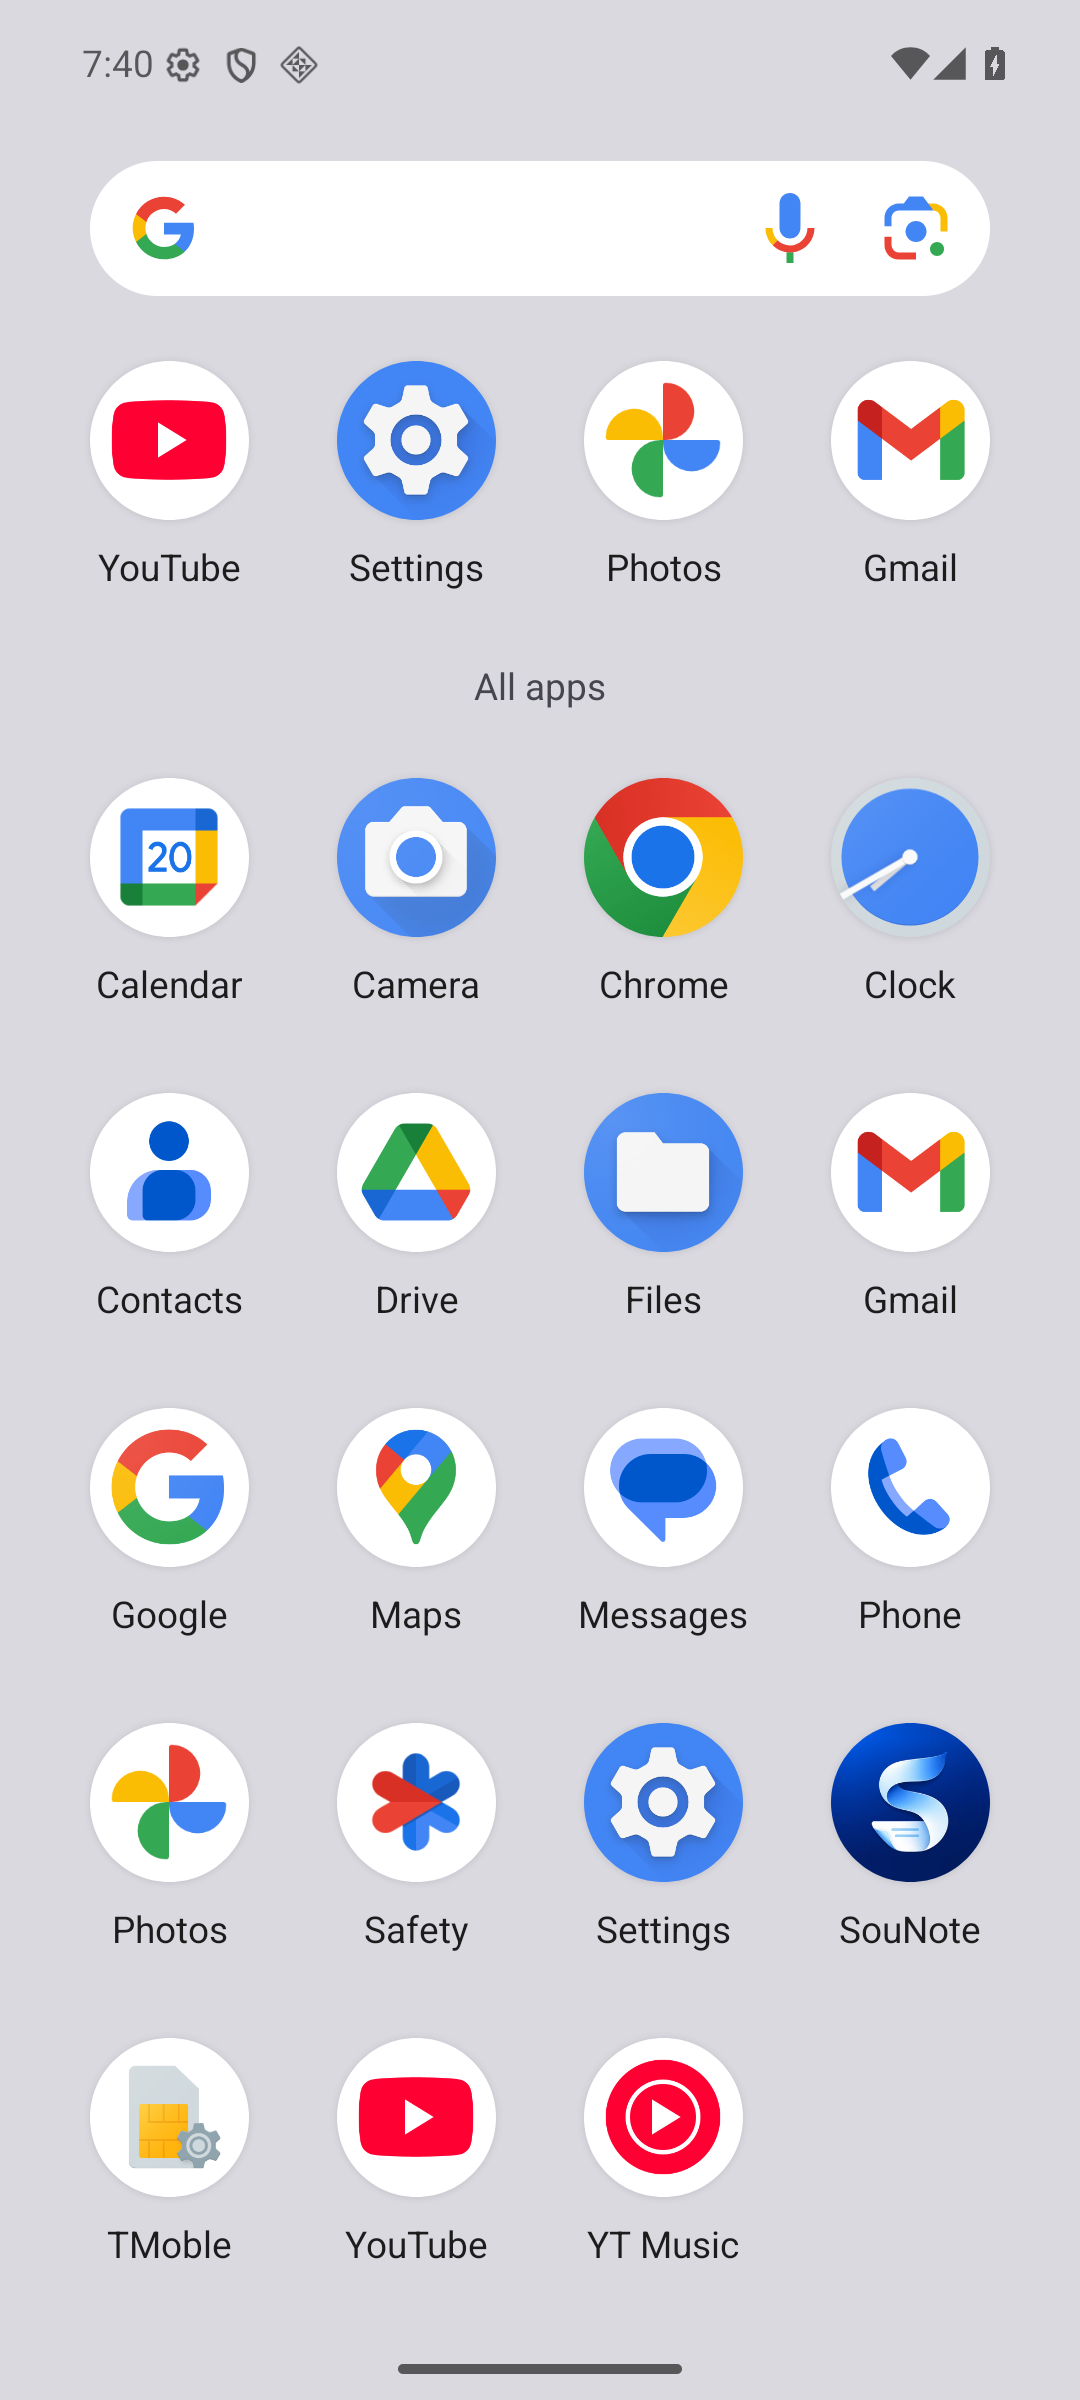 7:40
YouTube Settings Photos Gmail
All apps
20
Calendar Camera Chrome Clock
Contacts Drive Files Gmail
Google Maps Messages Phone
Photos Safety Settings SouNote
TMoble YouTube YT Music